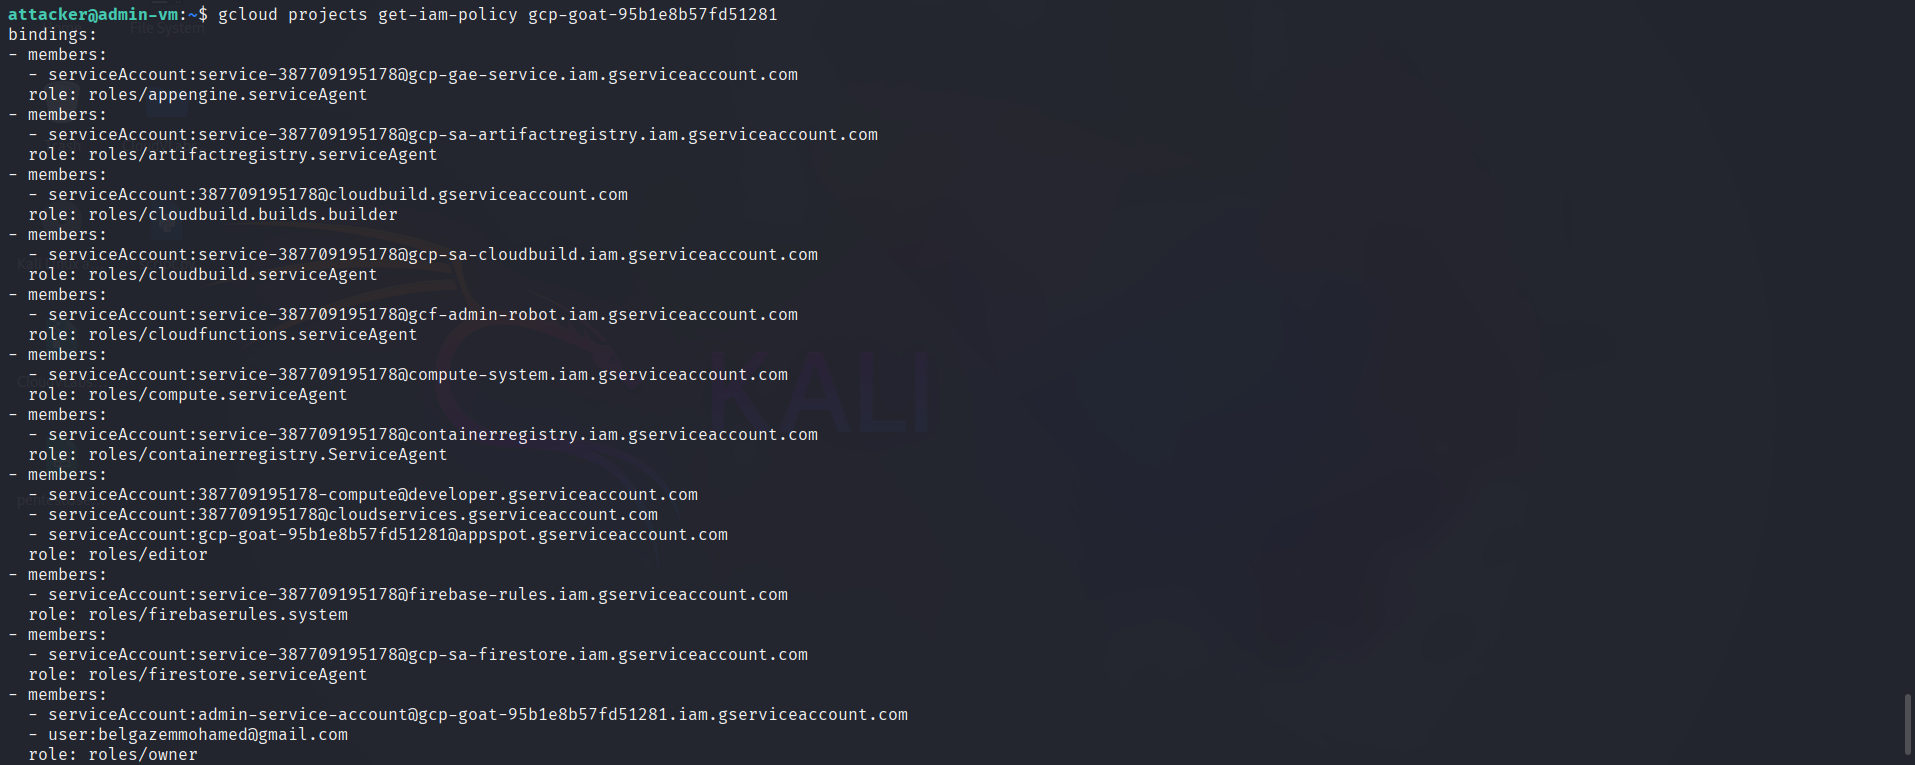 attacker@admin-vm:~$ gcloud projects get-iam-policy gcp-goat-95b1e8b57fd51281
bindings:
- members:
  - serviceAccount:service-387709195178@gcp-gae-service.iam.gserviceaccount.com
  role: roles/appengine.serviceAgent
- members:
  - serviceAccount:service-387709195178@gcp-sa-artifactregistry.iam.gserviceaccount.com
  role: roles/artifactregistry.serviceAgent
- members:
  - serviceAccount:387709195178@cloudbuild.gserviceaccount.com
  role: roles/cloudbuild.builds.builder
- members:
  - serviceAccount:service-387709195178@gcp-sa-cloudbuild.iam.gserviceaccount.com
  role: roles/cloudbuild.serviceAgent
- members:
  - serviceAccount:service-387709195178@gcf-admin-robot.iam.gserviceaccount.com
  role: roles/cloudfunctions.serviceAgent
- members:
  - serviceAccount:service-387709195178@compute-system.iam.gserviceaccount.com
  role: roles/compute.serviceAgent
- members:
  - serviceAccount:service-387709195178@containerregistry.iam.gserviceaccount.com
  role: roles/containerregistry.ServiceAgent
- members:
  - serviceAccount:387709195178-compute@developer.gserviceaccount.com
  - serviceAccount:387709195178@cloudservices.gserviceaccount.com
  - serviceAccount:gcp-goat-95b1e8b57fd51281@appspot.gserviceaccount.com
  role: roles/editor
- members:
  - serviceAccount:service-387709195178@firebase-rules.iam.gserviceaccount.com
  role: roles/firebaserules.system
- members:
  - serviceAccount:service-387709195178@gcp-sa-firestore.iam.gserviceaccount.com
  role: roles/firestore.serviceAgent
- members:
  - serviceAccount:admin-service-account@gcp-goat-95b1e8b57fd51281.iam.gserviceaccount.com
  - user:belgazemmohamed@gmail.com
  role: roles/owner
File System
KALI